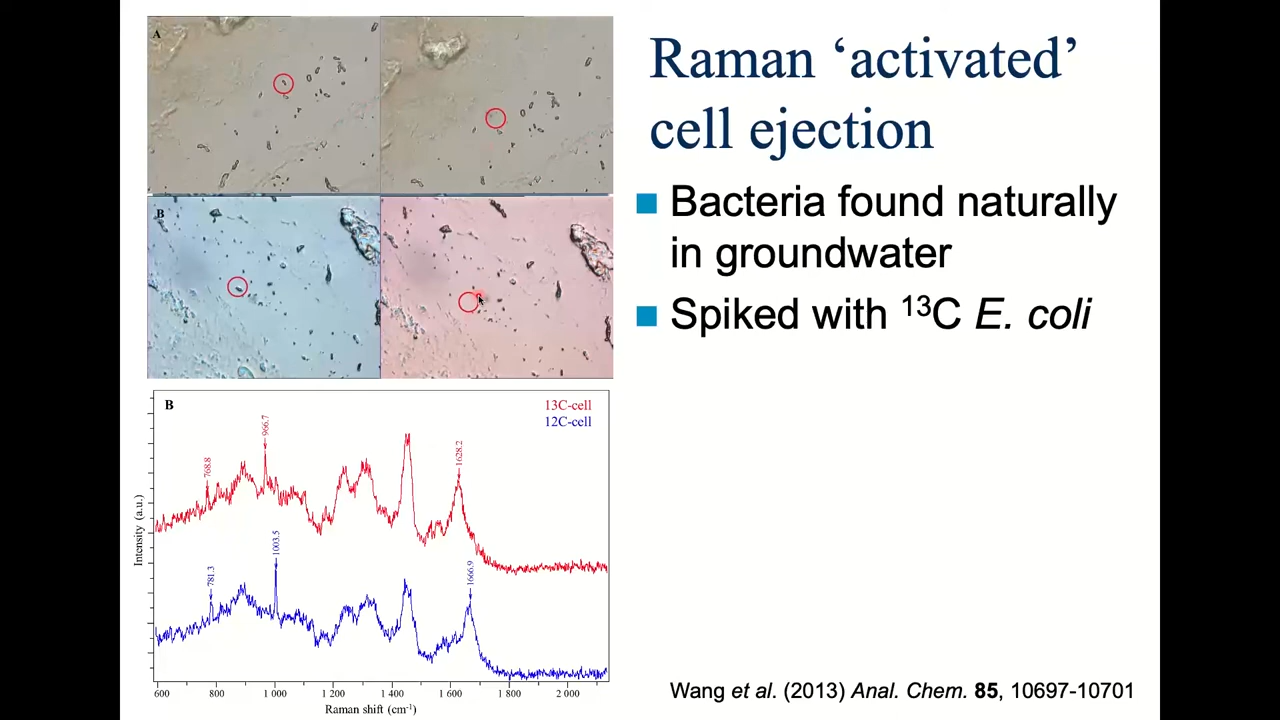 A
B
B
13C-cell
12C-cell
768.8
966.7
1628.2
781.3
1003.5
1666.9
Intensity (a.u.)
600
800
1 000
1 200
1 400
1 600
1 800
2 000
Raman shift (cm⁻¹)
Raman ‘activated’
cell ejection
Bacteria found naturally
in groundwater
Spiked with ¹³C E. coli
Wang et al. (2013) Anal. Chem. 85, 10697-10701